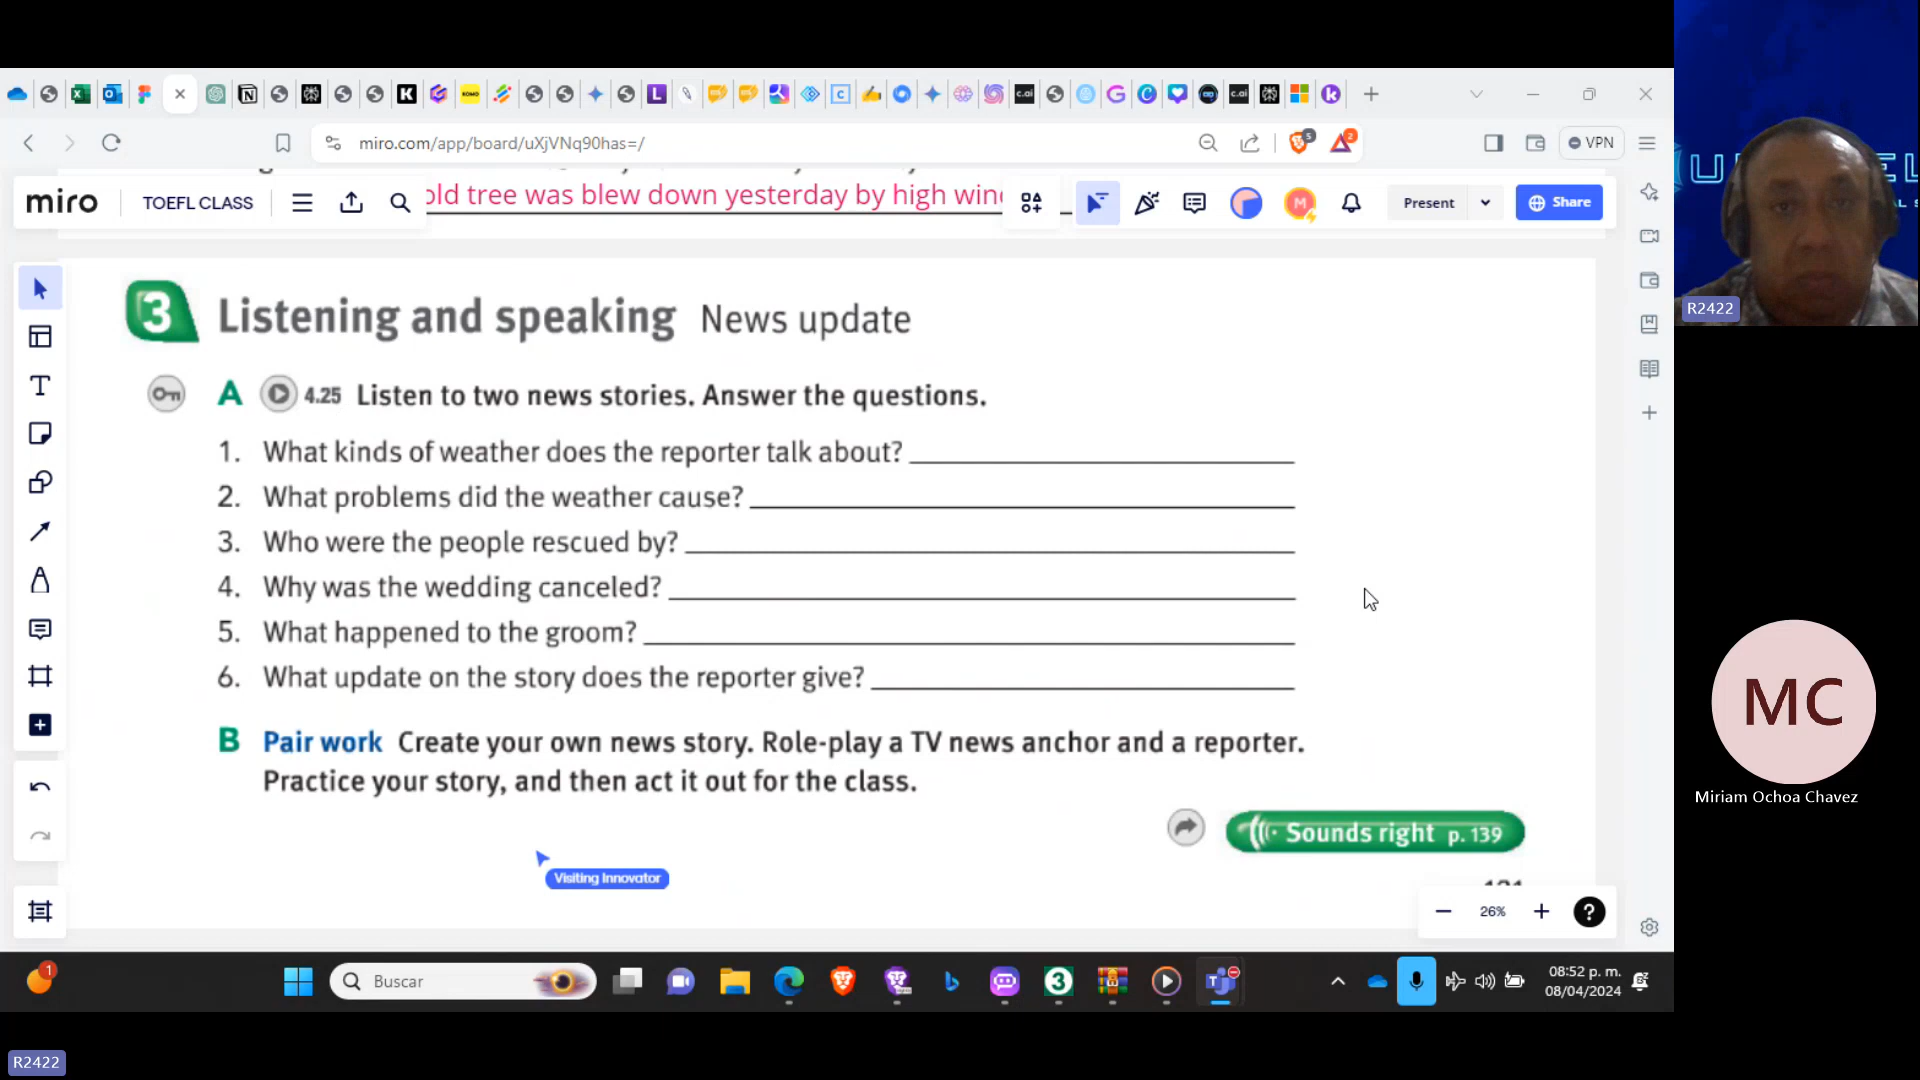 miro.com/app/board/uXjVNq90has=/
VPN
miro
TOEFL CLASS
old tree was blew down yesterday by high winc
Present
Share
3 Listening and speaking News update
A 4.25 Listen to two news stories. Answer the questions.
1. What kinds of weather does the reporter talk about?
2. What problems did the weather cause?
3. Who were the people rescued by?
4. Why was the wedding canceled?
5. What happened to the groom?
6. What update on the story does the reporter give?
B Pair work Create your own news story. Role-play a TV news anchor and a reporter.
Practice your story, and then act it out for the class.
Sounds right p. 139
Visiting Innovator
26%
Buscar
08:52 p. m.
08/04/2024
R2422
MC
Miriam Ochoa Chavez
R2422